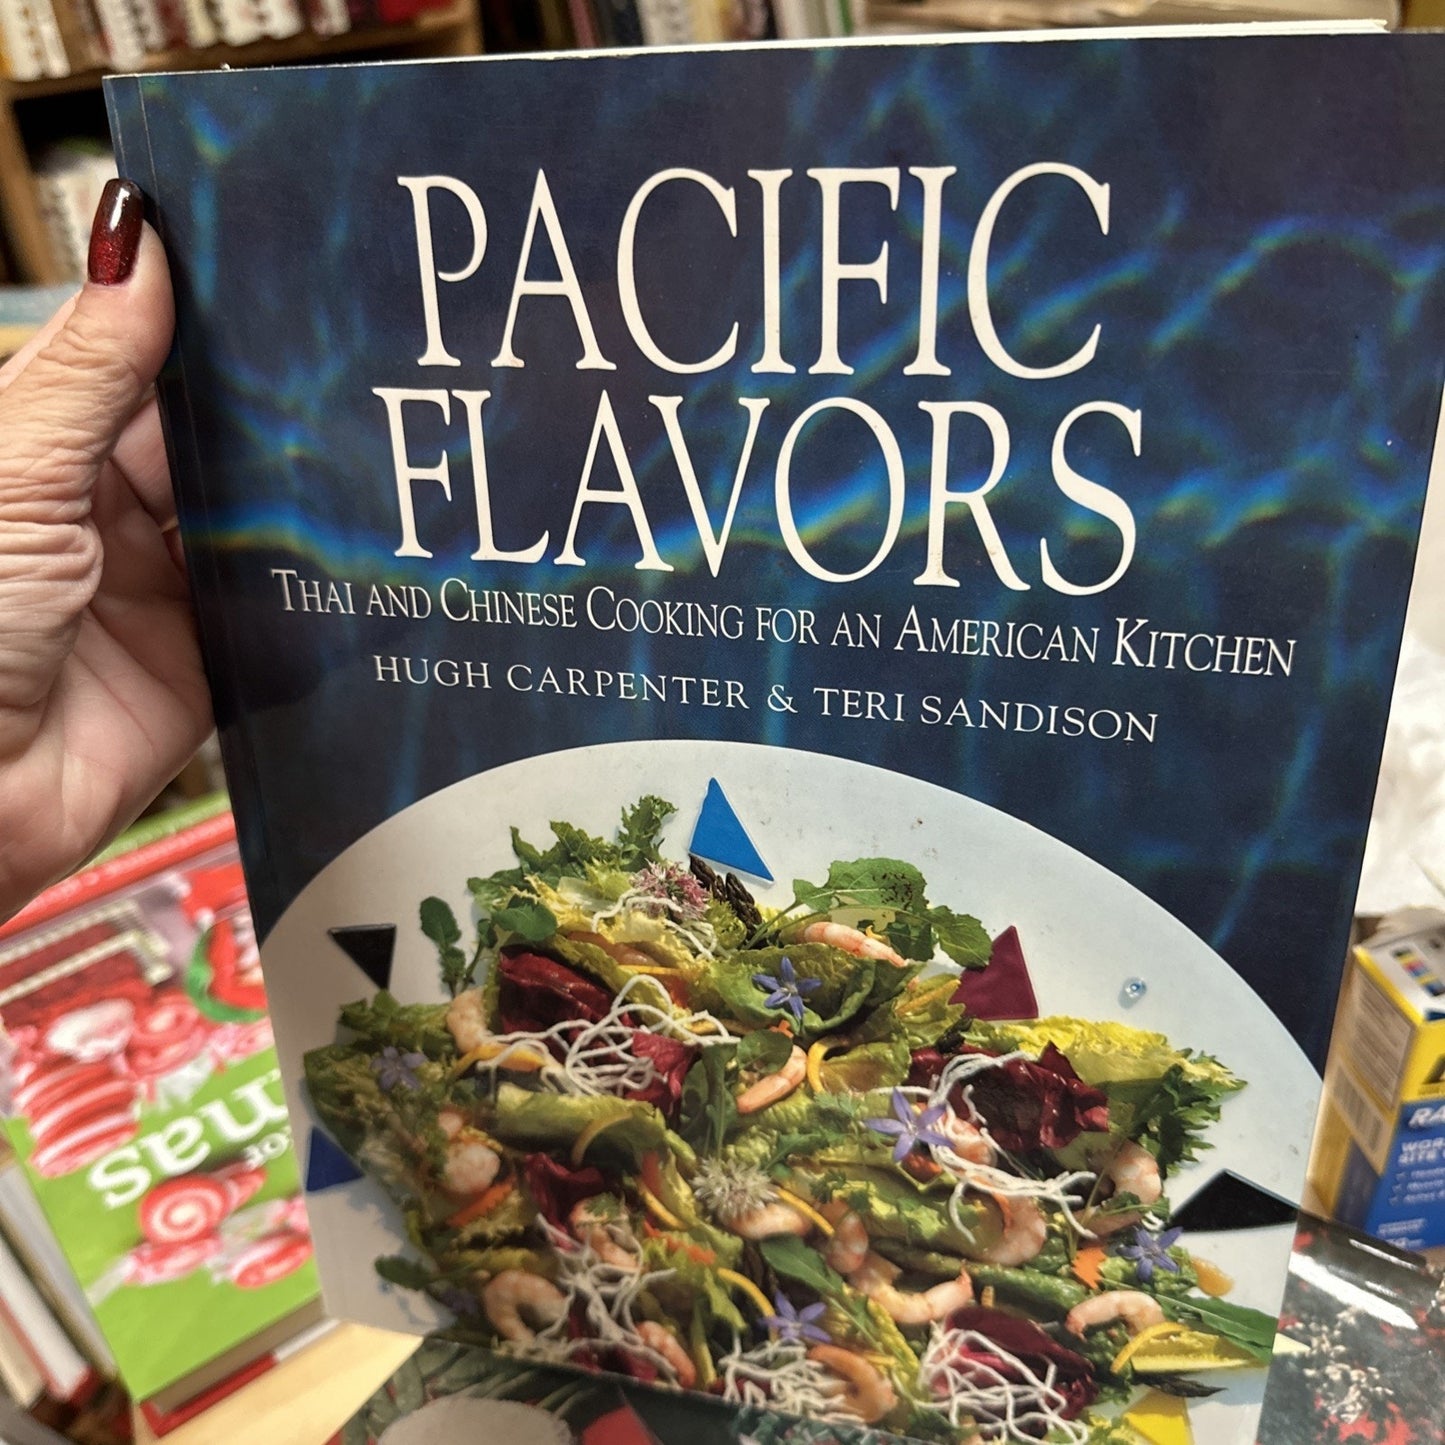 PACIFIC
FLAVORS
THAI AND CHINESE COOKING FOR AN AMERICAN KITCHEN
HUGH CARPENTER & TERI SANDISON